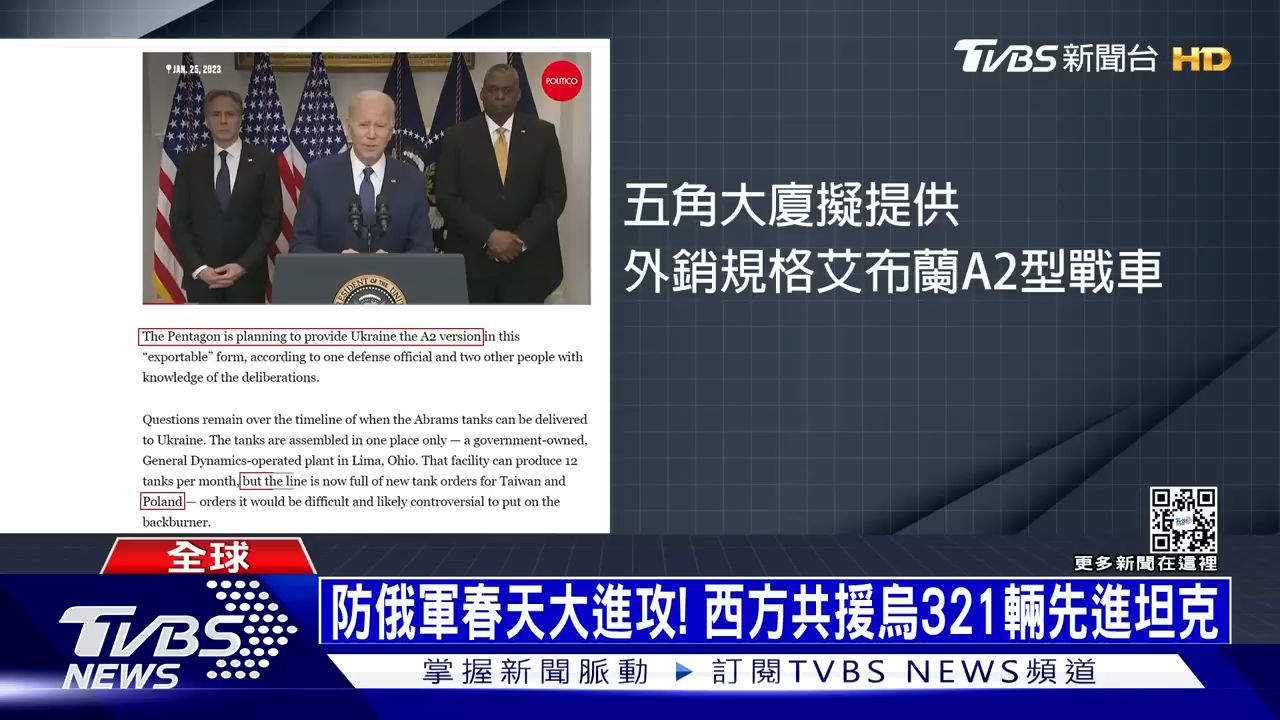 TVBS新聞台 HD
JAN. 25, 2023
POLITICO
五角大廈擬提供
外銷規格艾布蘭A2型戰車
The Pentagon is planning to provide Ukraine the A2 version in this
“exportable” form, according to one defense official and two other people with
knowledge of the deliberations.
Questions remain over the timeline of when the Abrams tanks can be delivered
to Ukraine. The tanks are assembled in one place only — a government-owned,
General Dynamics-operated plant in Lima, Ohio. That facility can produce 12
tanks per month, but the line is now full of new tank orders for Taiwan and
Poland — orders it would be difficult and likely controversial to put on the
backburner.
TVBS
更多新聞在這裡
全球
防俄軍春天大進攻! 西方共援烏321輛先進坦克
TVBS
NEWS
掌握新聞脈動 ▶ 訂閱TVBS NEWS頻道